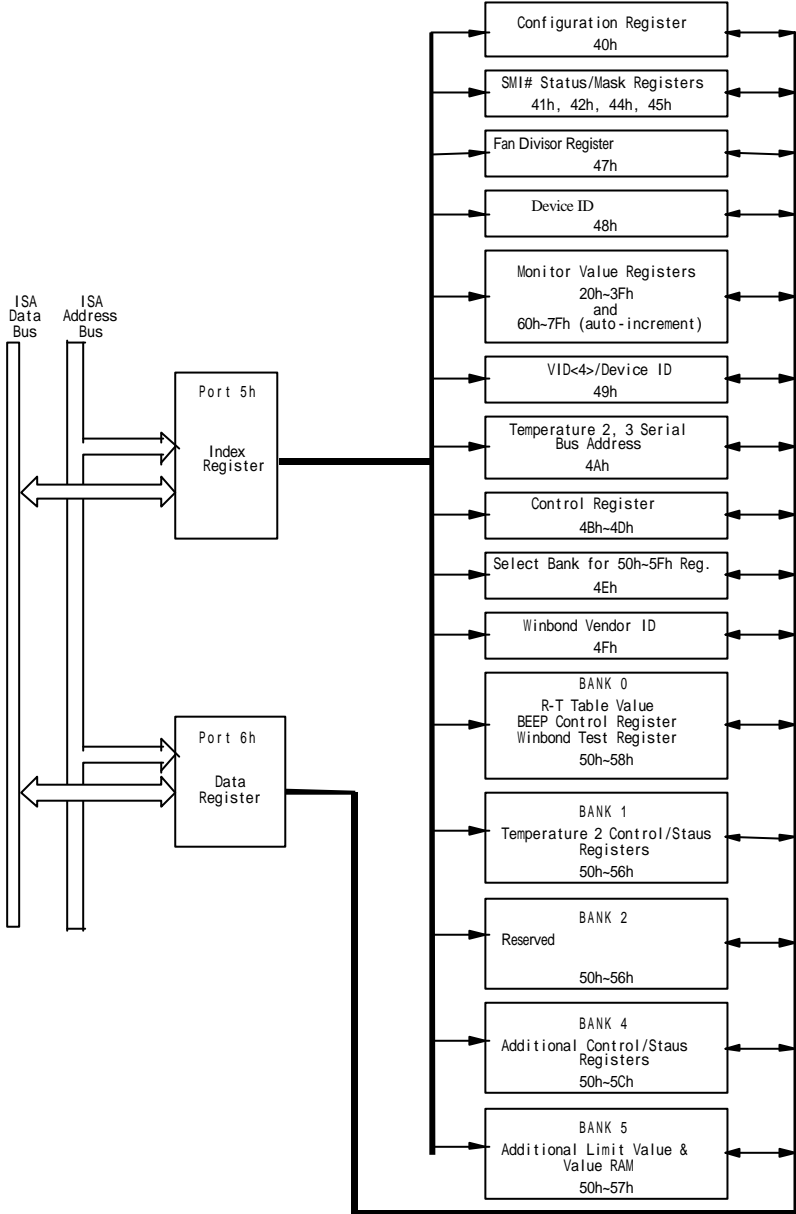 Configuration Register
40h
SMI# Status/Mask Registers
41h, 42h, 44h, 45h
Fan Divisor Register
47h
Device ID
48h
Monitor Value Registers
20h~3Fh
and
60h~7Fh (auto-increment)
VID<4>/Device ID
49h
Temperature 2, 3 Serial
Bus Address
4Ah
Control Register
4Bh~4Dh
Select Bank for 50h~5Fh Reg.
4Eh
Winbond Vendor ID
4Fh
BANK 0
R-T Table Value
BEEP Control Register
Winbond Test Register
50h~58h
BANK 1
Temperature 2 Control/Staus
Registers
50h~56h
BANK 2
Reserved
50h~56h
BANK 4
Additional Control/Staus
Registers
50h~5Ch
BANK 5
Additional Limit Value &
Value RAM
50h~57h
ISA
Data
Bus
ISA
Address
Bus
Port 5h
Index
Register
Port 6h
Data
Register